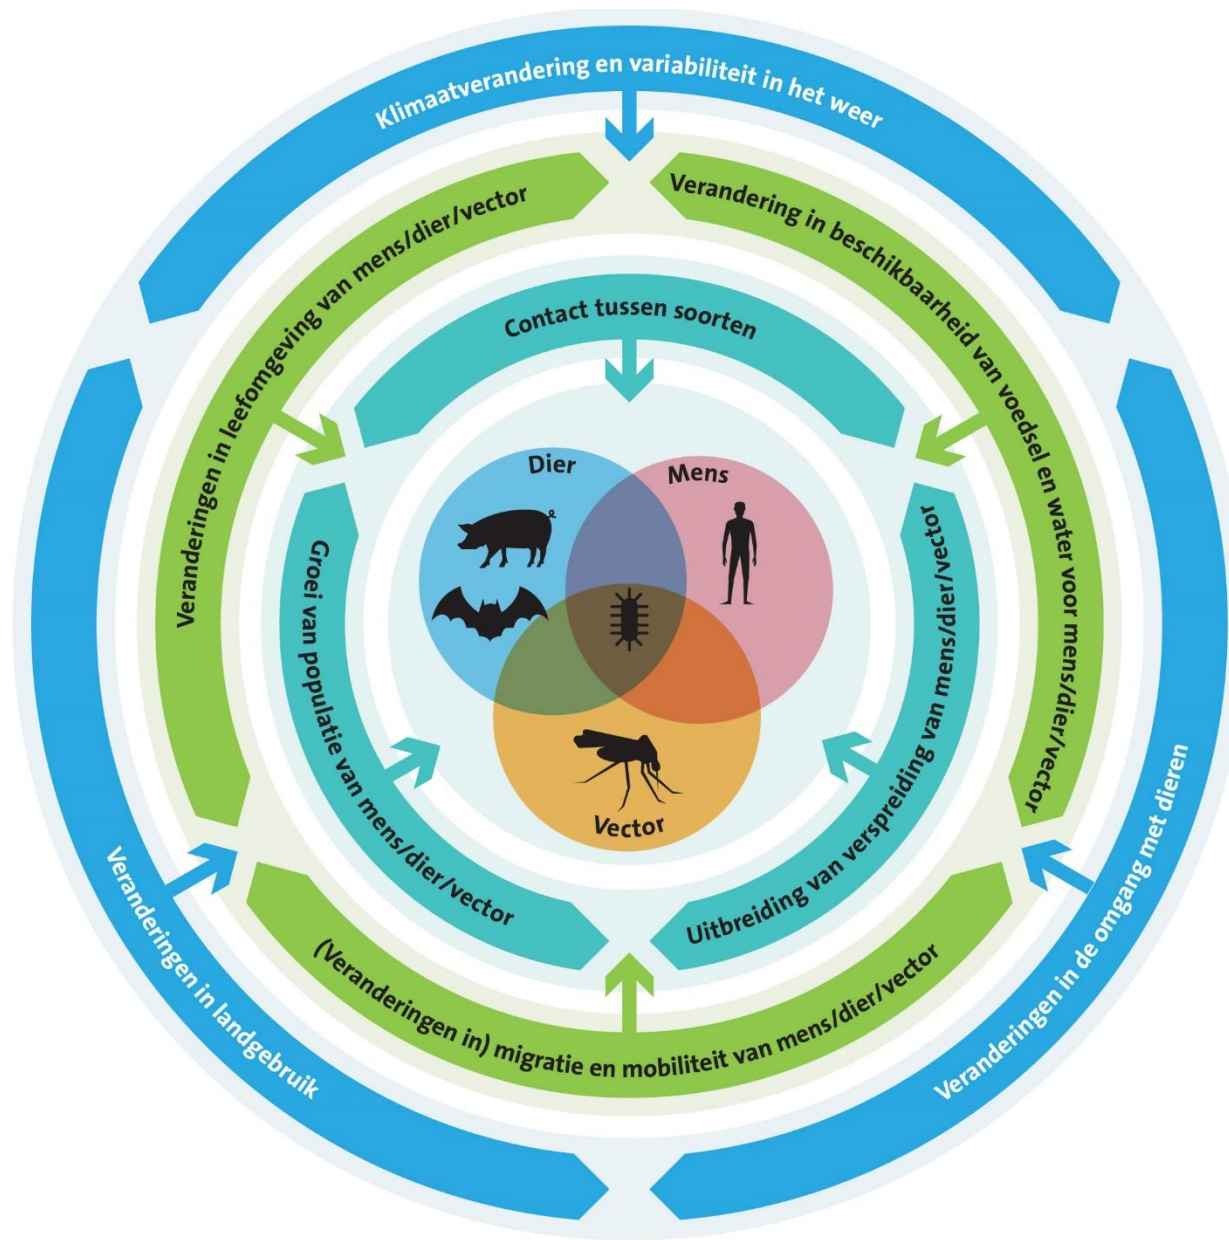 Klimaatverandering en variabiliteit in het weer
Veranderingen in leefomgeving van mens/dier/vector
Verandering in beschikbaarheid van voedsel en water voor mens/dier/vector
Contact tussen soorten
Dier
Mens
Groei van populatie van mens/dier/vector
Uitbreiding van verspreiding van mens/dier/vector
Vector
Veranderingen in landgebruik
(Veranderingen in) migratie en mobiliteit van mens/dier/vector
Veranderingen in de omgang met dieren